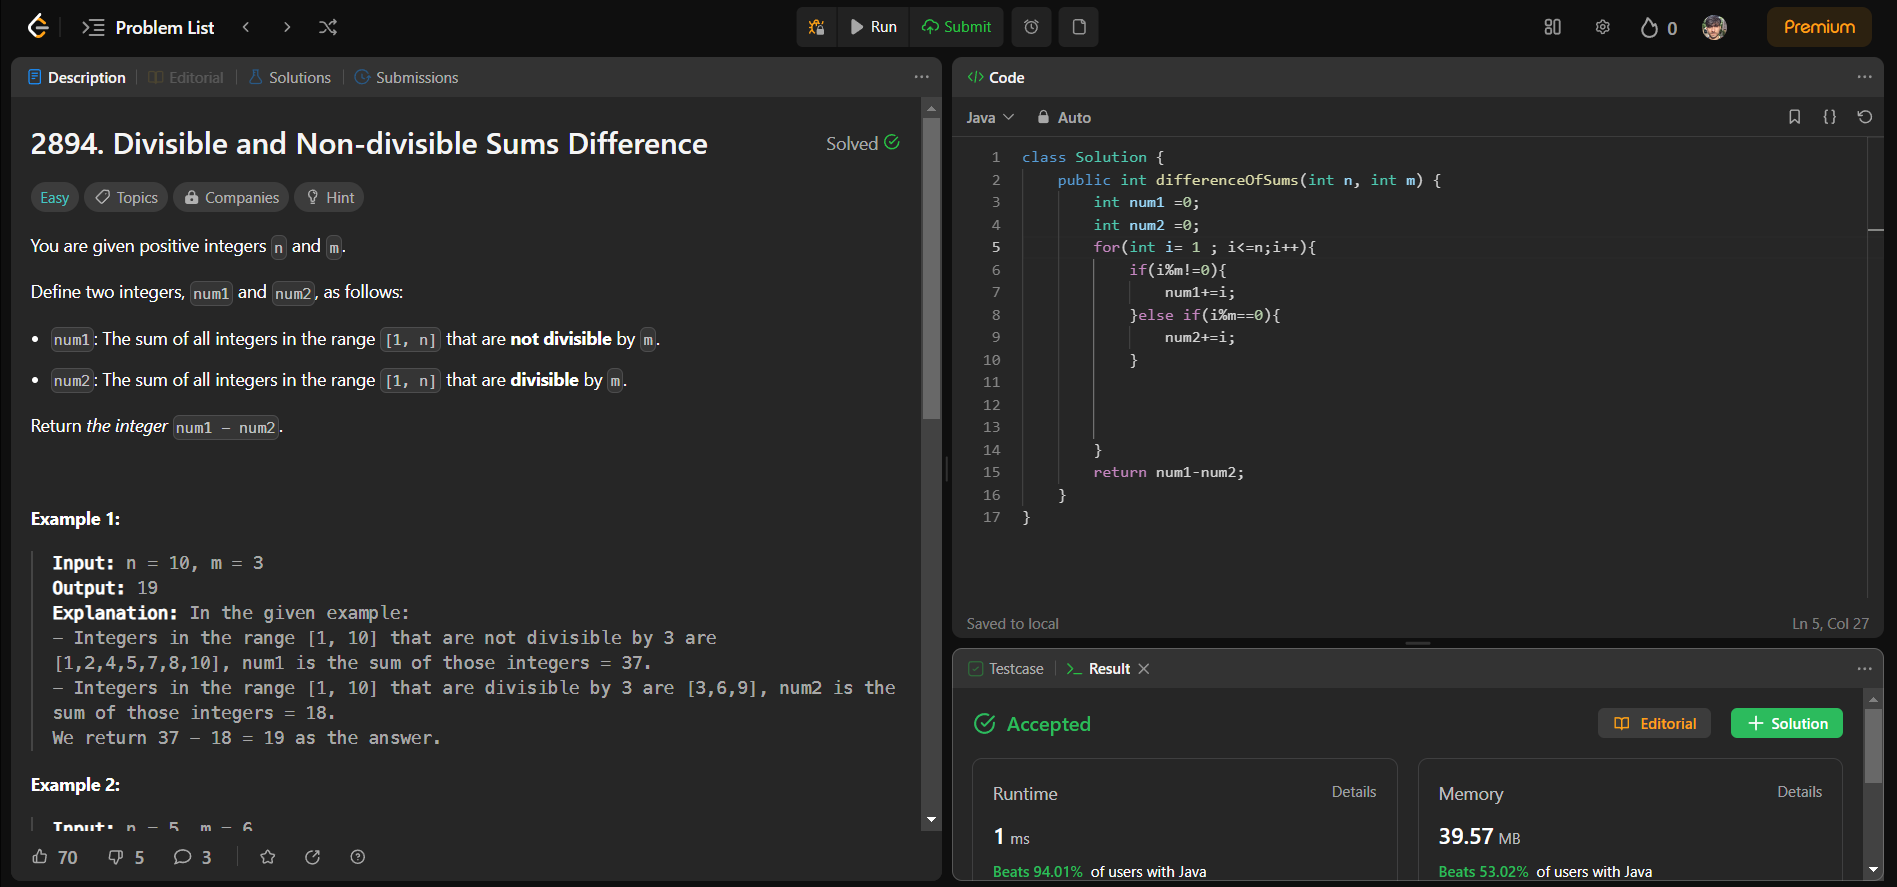 Problem List
Run
Submit
0
Premium
Description
Editorial
Solutions
Submissions
2894. Divisible and Non-divisible Sums Difference
Solved
Easy
Topics
Companies
Hint
You are given positive integers n and m.
Define two integers, num1 and num2, as follows:
• num1: The sum of all integers in the range [1, n] that are not divisible by m.
• num2: The sum of all integers in the range [1, n] that are divisible by m.
Return the integer num1 - num2.
Example 1:
Input: n = 10, m = 3
Output: 19
Explanation: In the given example:
- Integers in the range [1, 10] that are not divisible by 3 are
[1,2,4,5,7,8,10], num1 is the sum of those integers = 37.
- Integers in the range [1, 10] that are divisible by 3 are [3,6,9], num2 is the
sum of those integers = 18.
We return 37 - 18 = 19 as the answer.
Example 2:
Input: n = 5, m = 6
70
5
3
</> Code
Java
Auto
1 class Solution {
2 public int differenceOfSums(int n, int m) {
3 int num1 =0;
4 int num2 =0;
5 for(int i= 1 ; i<=n;i++){
6 if(i%m!=0){
7 num1+=i;
8 }else if(i%m==0){
9 num2+=i;
10 }
11
12
13
14 }
15 return num1-num2;
16 }
17 }
Saved to local
Ln 5, Col 27
Testcase
>_ Result
Accepted
Editorial
+ Solution
Runtime
Details
1 ms
Beats 94.01% of users with Java
Memory
Details
39.57 MB
Beats 53.02% of users with Java